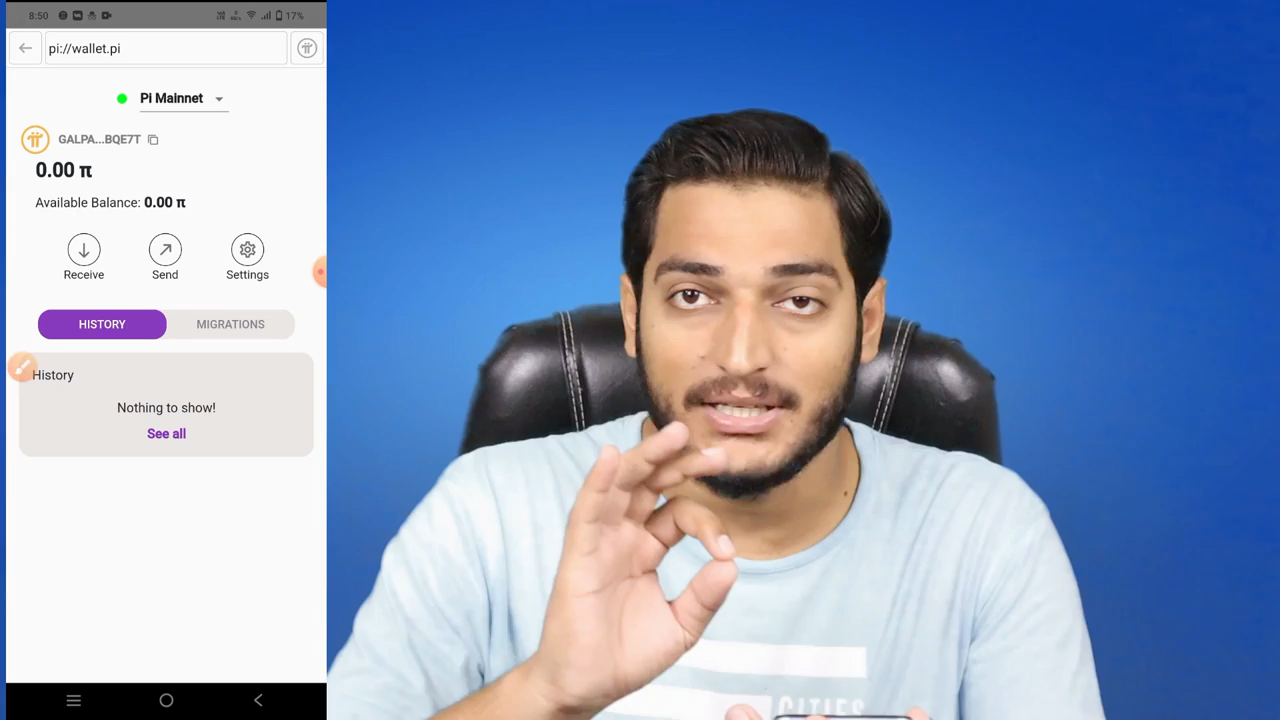 8:50
17%
pi://wallet.pi
Pi Mainnet
GALPA...BQE7T
0.00 π
Available Balance: 0.00 π
Receive
Send
Settings
HISTORY
MIGRATIONS
History
Nothing to show!
See all
CITIES